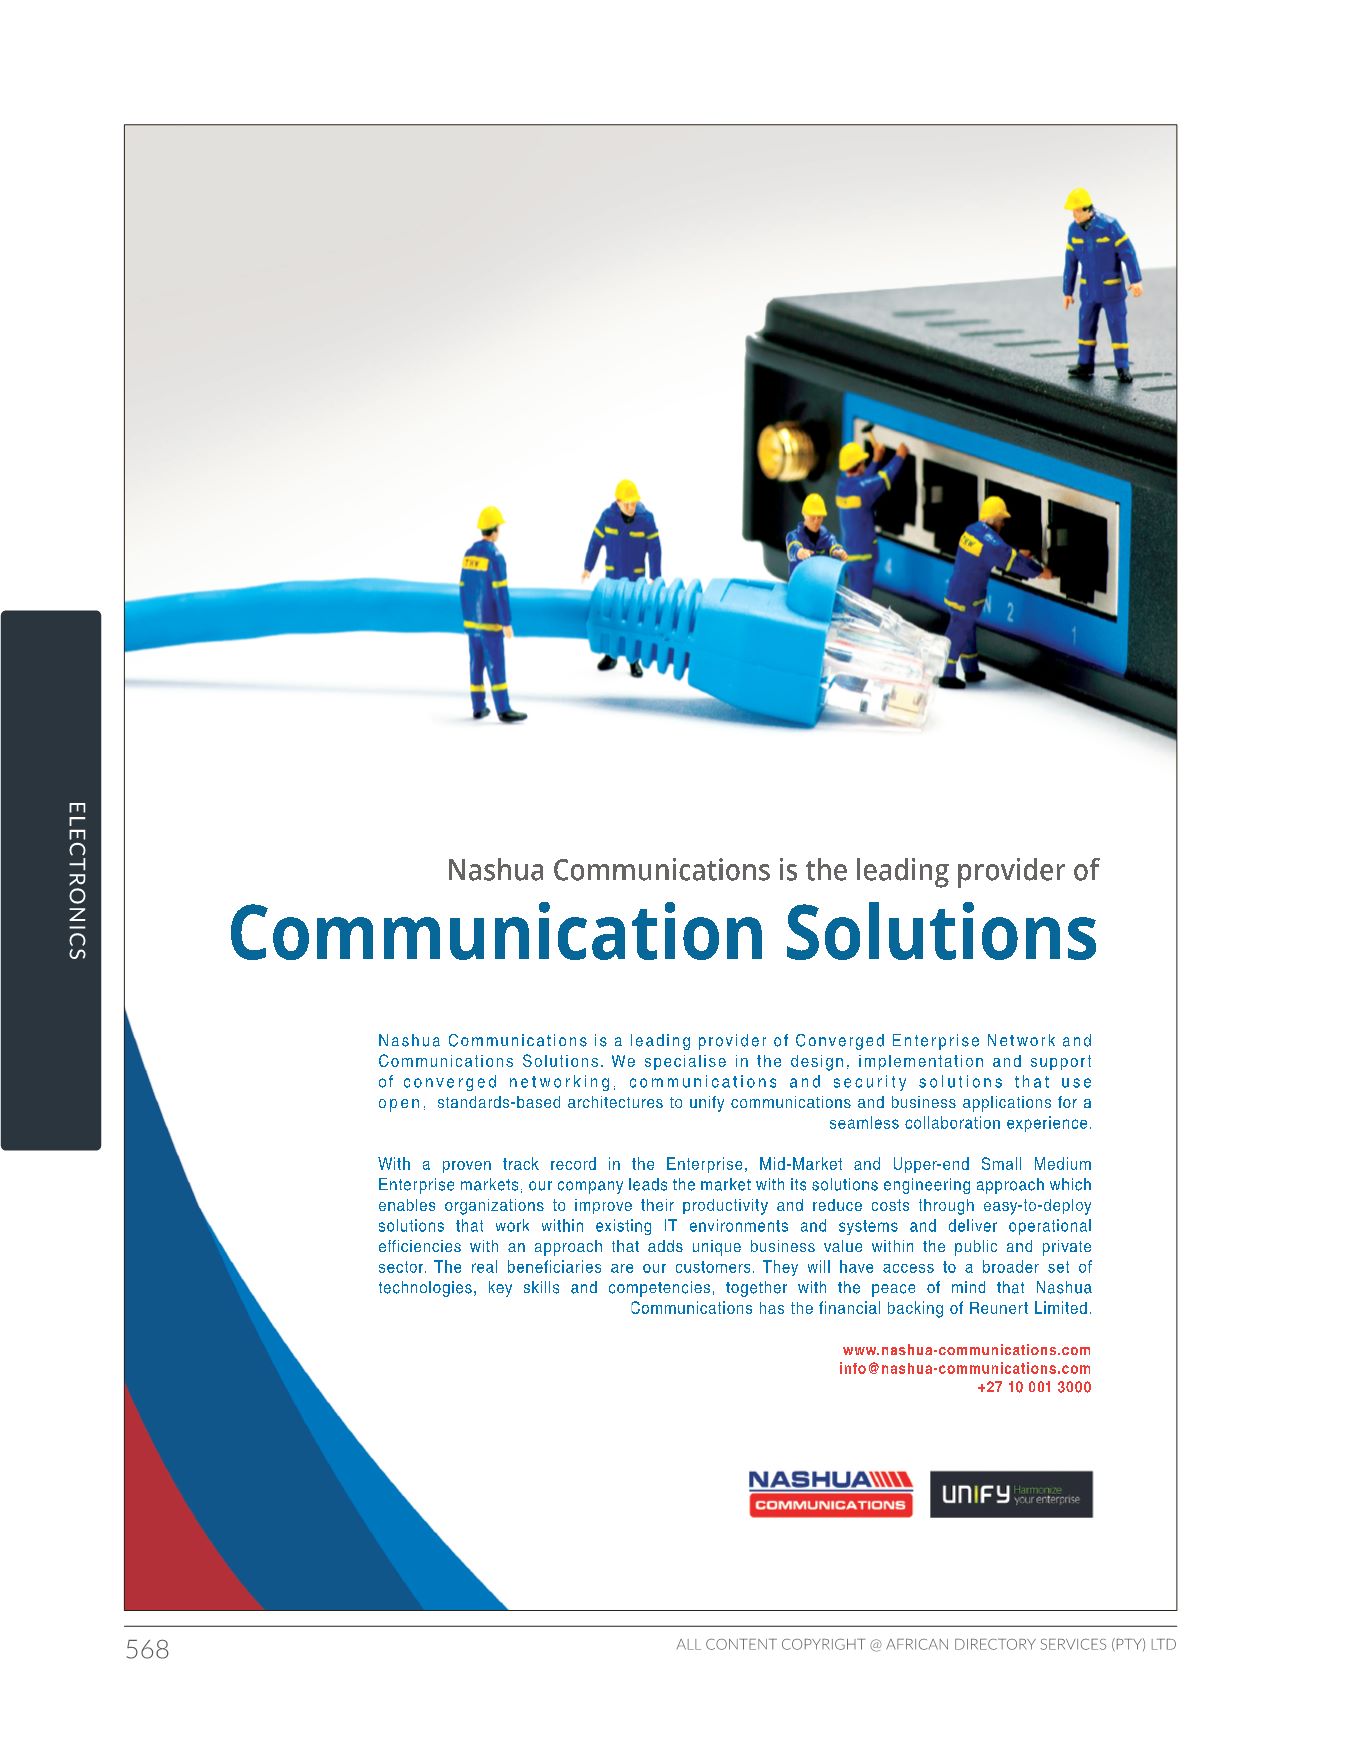 THW
THW
4
N
2
1
ELECTRONICS
Nashua Communications is the leading provider of
Communication Solutions
Nashua Communications is a leading provider of Converged Enterprise Network and
Communications Solutions. We specialise in the design, implementation and support
of converged networking, communications and security solutions that use
open, standards-based architectures to unify communications and business applications for a
seamless collaboration experience.
With a proven track record in the Enterprise, Mid-Market and Upper-end Small Medium
Enterprise markets, our company leads the market with its solutions engineering approach which
enables organizations to improve their productivity and reduce costs through easy-to-deploy
solutions that work within existing IT environments and systems and deliver operational
efficiencies with an approach that adds unique business value within the public and private
sector. The real beneficiaries are our customers. They will have access to a broader set of
technologies, key skills and competencies, together with the peace of mind that Nashua
Communications has the financial backing of Reunert Limited.
www.nashua-communications.com
info@nashua-communications.com
+27 10 001 3000
NASHUA
COMMUNICATIONS
UNIFY
Harmonize
your enterprise
568
ALL CONTENT COPYRIGHT @ AFRICAN DIRECTORY SERVICES (PTY) LTD